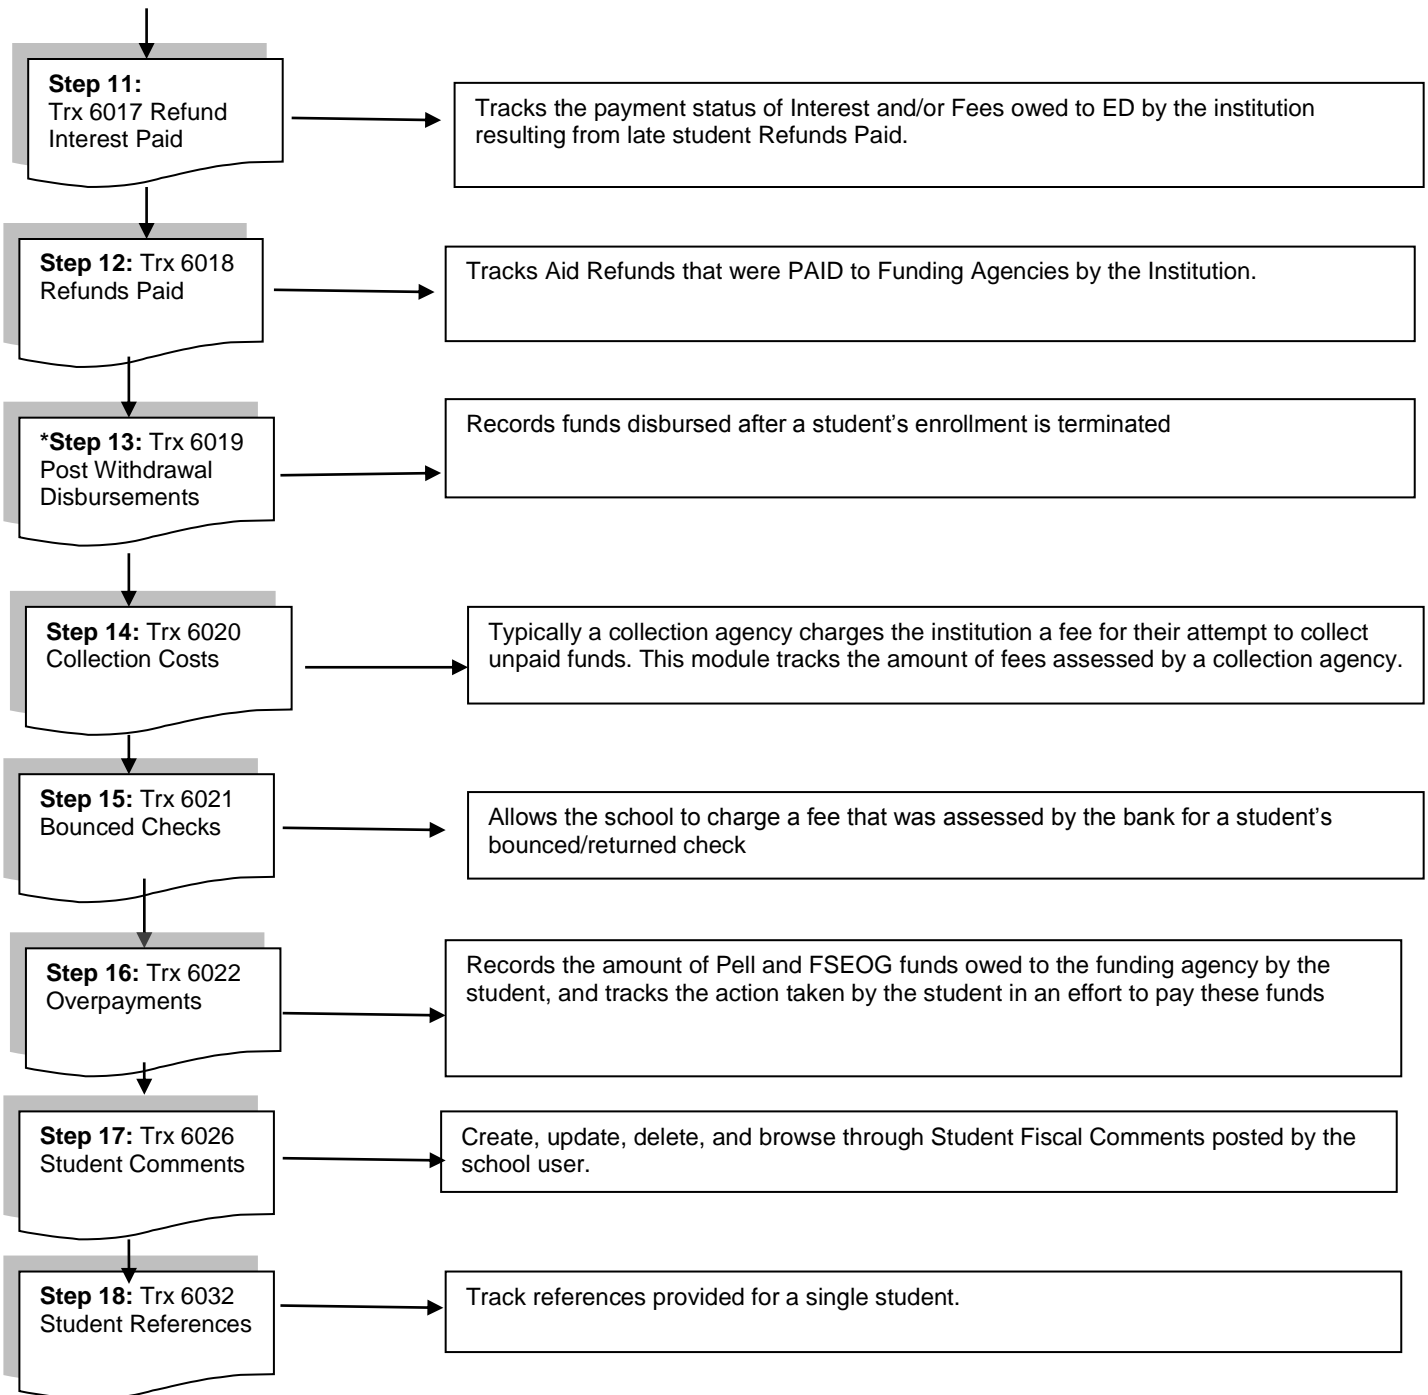 Step 11:
Trx 6017 Refund
Interest Paid
Tracks the payment status of Interest and/or Fees owed to ED by the institution
resulting from late student Refunds Paid.
Step 12: Trx 6018
Refunds Paid
Tracks Aid Refunds that were PAID to Funding Agencies by the Institution.
*Step 13: Trx 6019
Post Withdrawal
Disbursements
Records funds disbursed after a student’s enrollment is terminated
Step 14: Trx 6020
Collection Costs
Typically a collection agency charges the institution a fee for their attempt to collect
unpaid funds. This module tracks the amount of fees assessed by a collection agency.
Step 15: Trx 6021
Bounced Checks
Allows the school to charge a fee that was assessed by the bank for a student’s
bounced/returned check
Step 16: Trx 6022
Overpayments
Records the amount of Pell and FSEOG funds owed to the funding agency by the
student, and tracks the action taken by the student in an effort to pay these funds
Step 17: Trx 6026
Student Comments
Create, update, delete, and browse through Student Fiscal Comments posted by the
school user.
Step 18: Trx 6032
Student References
Track references provided for a single student.